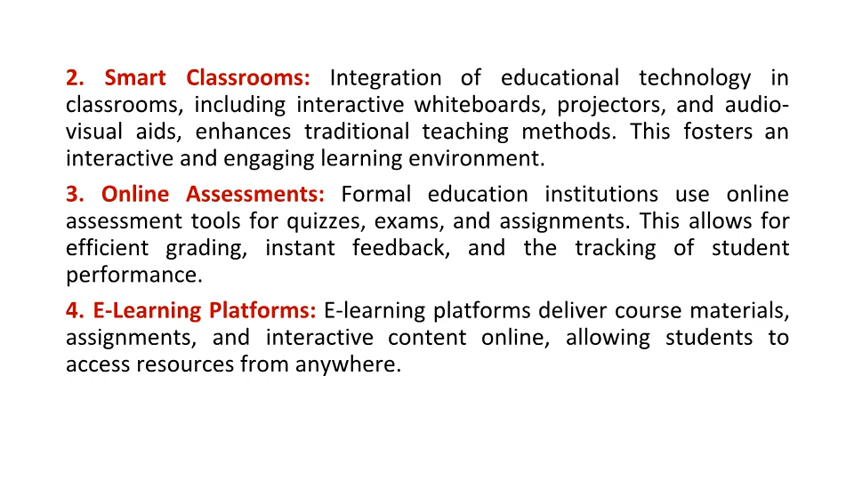 2. Smart Classrooms: Integration of educational technology in
classrooms, including interactive whiteboards, projectors, and audio-
visual aids, enhances traditional teaching methods. This fosters an
interactive and engaging learning environment.
3. Online Assessments: Formal education institutions use online
assessment tools for quizzes, exams, and assignments. This allows for
efficient grading, instant feedback, and the tracking of student
performance.
4. E-Learning Platforms: E-learning platforms deliver course materials,
assignments, and interactive content online, allowing students to
access resources from anywhere.